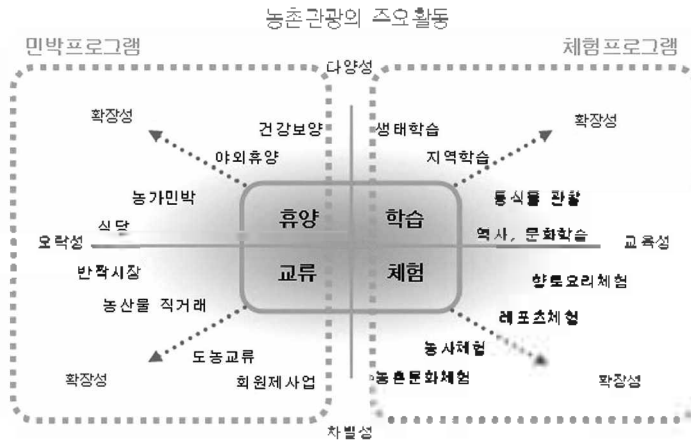 농촌관광의 주요활동
민박프로그램
체험프로그램
다양성
확장성
확장성
건강보양
생태학습
야외휴양
지역학습
농가민박
동식물 관찰
휴양
학습
식당
역사, 문화학습
오락성
교육성
반짝시장
교류
체험
향토요리체험
농산물 직거래
레포츠체험
도농교류
농사체험
확장성
회원제사업
농촌문화체험
확장성
차별성